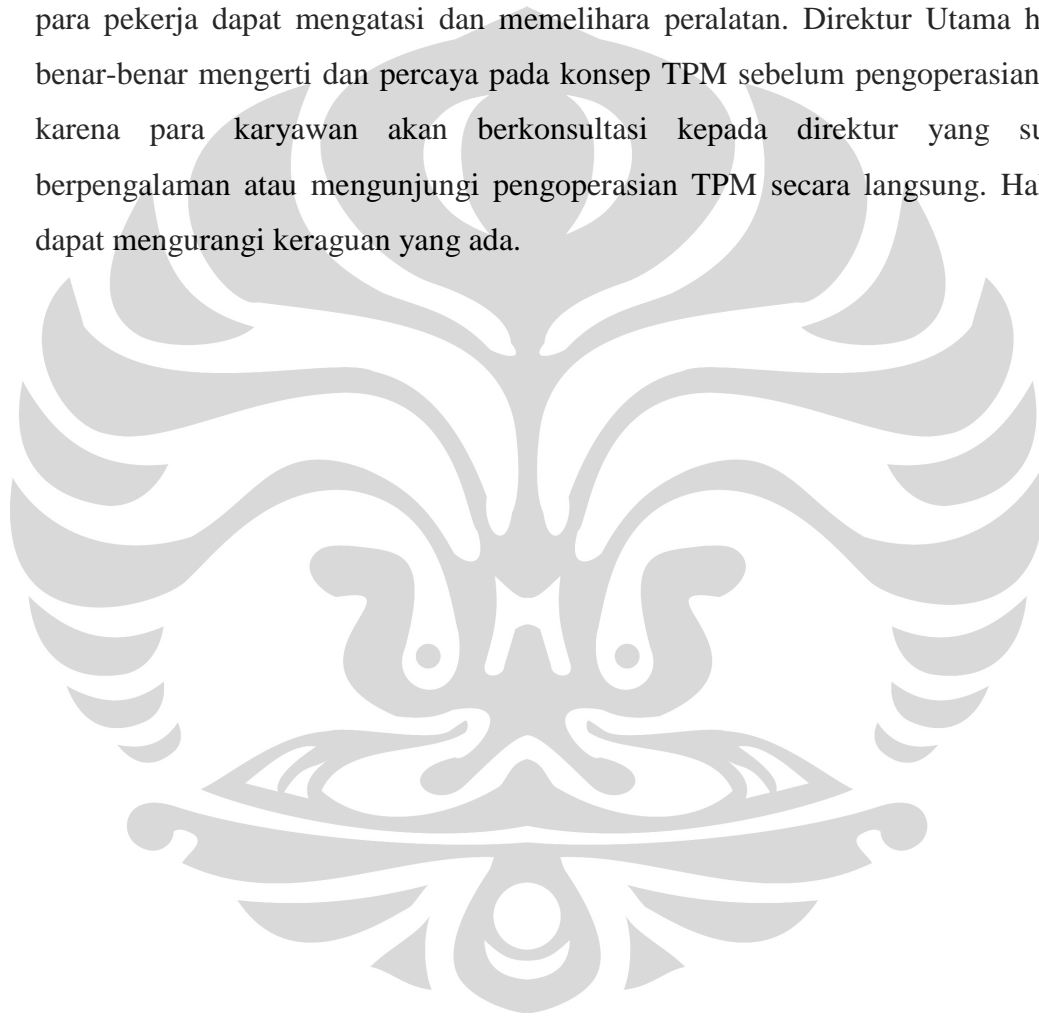 para pekerja dapat mengatasi dan memelihara peralatan. Direktur Utama
benar-benar mengerti dan percaya pada konsep TPM sebelum pengoperasian
karena para karyawan akan berkonsultasi kepada direktur yang
berpengalaman atau mengunjungi pengoperasian TPM secara langsung.
dapat mengurangi keraguan yang ada.